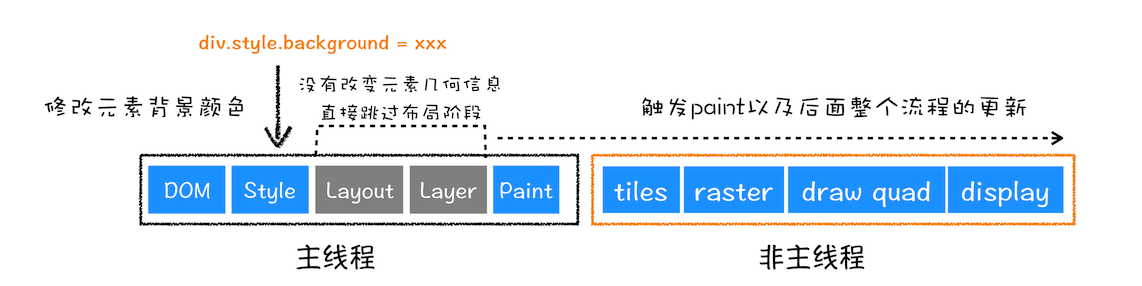 div.style.background = xxx
没有改变元素几何信息
直接跳过布局阶段
修改元素背景颜色
触发paint以及后面整个流程的更新
DOM
Style
Layout
Layer
Paint
tiles
raster
draw quad
display
主线程
非主线程